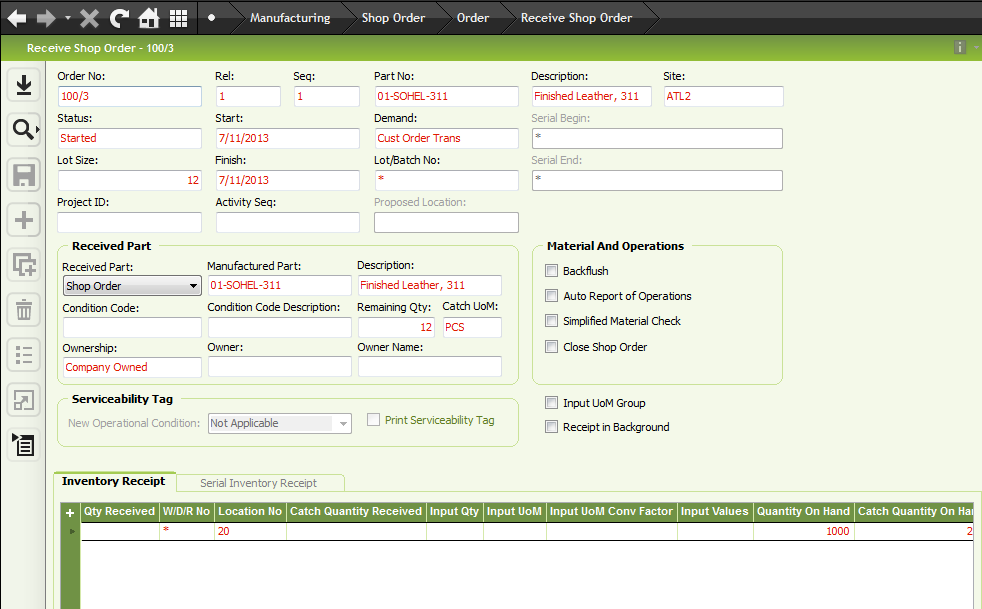 Manufacturing Shop Order Order Receive Shop Order
Receive Shop Order - 100/3
Order No: Rel: Seq: Part No: Description: Site:
100/3 1 1 01-SOHEL-311 Finished Leather, 311 ATL2
Status: Start: Demand: Serial Begin:
Started 7/11/2013 Cust Order Trans *
Lot Size: Finish: Lot/Batch No: Serial End:
12 7/11/2013 * *
Project ID: Activity Seq: Proposed Location:
Received Part
Received Part: Manufactured Part: Description:
Shop Order 01-SOHEL-311 Finished Leather, 311
Condition Code: Condition Code Description: Remaining Qty: Catch UoM:
12 PCS
Ownership: Owner: Owner Name:
Company Owned
Material And Operations
Backflush
Auto Report of Operations
Simplified Material Check
Close Shop Order
Serviceability Tag
New Operational Condition: Not Applicable Print Serviceability Tag
Input UoM Group
Receipt in Background
Inventory Receipt Serial Inventory Receipt
Qty Received W/D/R No Location No Catch Quantity Received Input Qty Input UoM Input UoM Conv Factor Input Values Quantity On Hand Catch Quantity On Han
* 20 1000 2